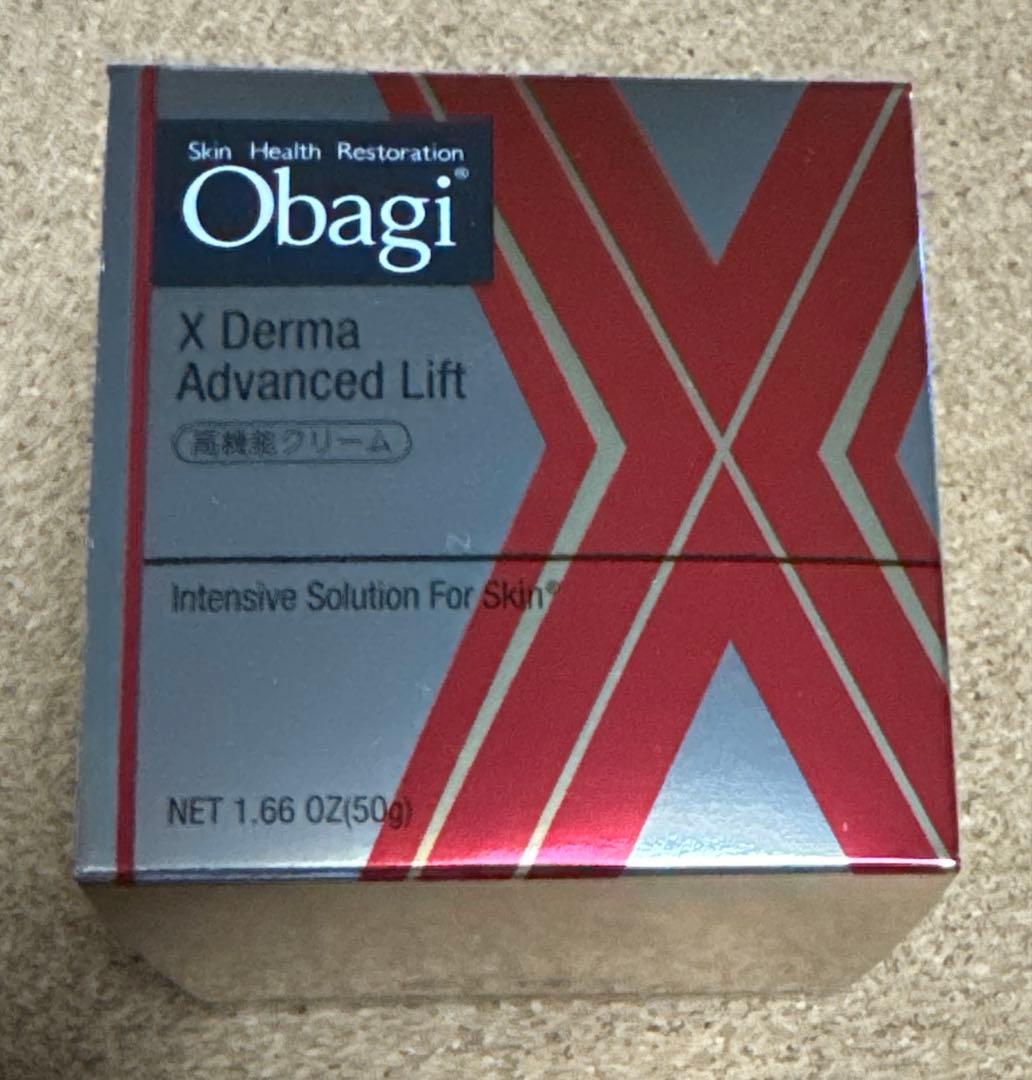 Skin Health Restoration
Obagi®
X Derma
Advanced Lift
高機能クリーム
Intensive Solution For Skin®
NET 1.66 OZ(50g)